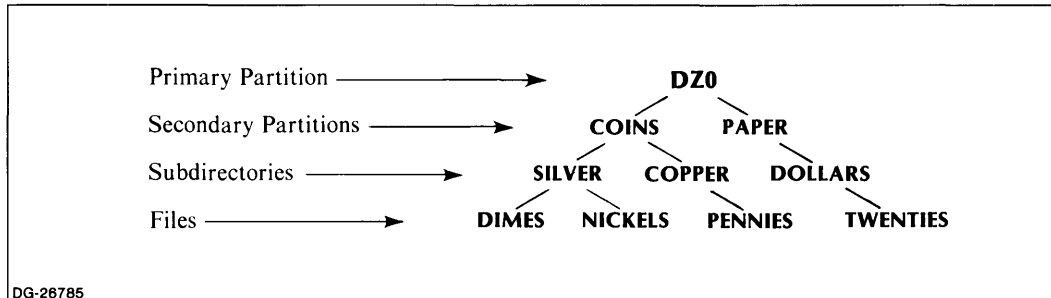 Primary Partition DZ0
Secondary Partitions COINS PAPER
Subdirectories SILVER COPPER DOLLARS
Files DIMES NICKELS PENNIES TWENTIES
DG-26785